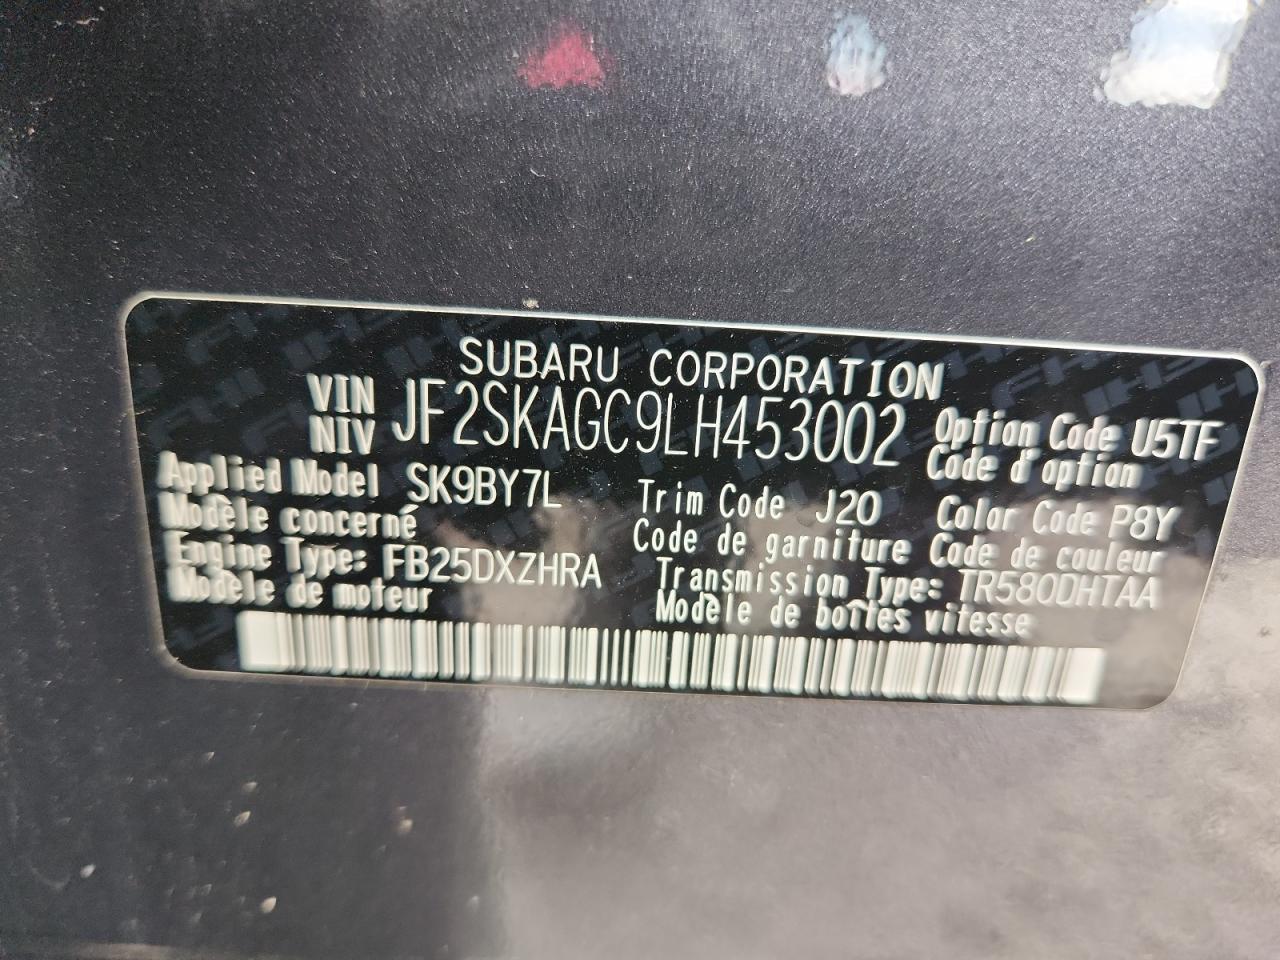 SUBARU CORPORATION
VIN JF2SKAGC9LH453002 Option Code U5TF
NIV Code d'option
Applied Model SK9BY7L Trim Code J20 Color Code P8Y
Modèle concerné Code de garniture Code de couleur
Engine Type: FB25DXZHRA Transmission Type: TR580DHTAA
Modèle de moteur Modèle de boîtes vitesse